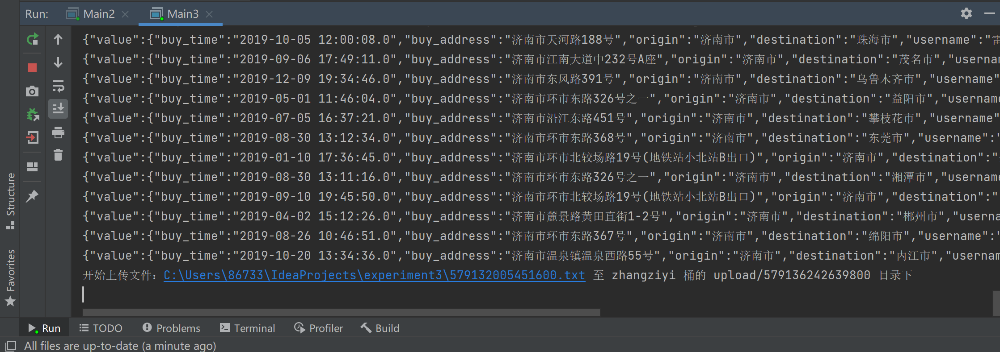 Run: Main2 Main3
{"value":{"buy_time":"2019-10-05 12:00:08.0","buy_address":"济南市天河路188号","origin":"济南市","destination":"珠海市","username":"雷
{"value":{"buy_time":"2019-09-06 17:49:11.0","buy_address":"济南市江南大道中232号A座","origin":"济南市","destination":"茂名市","userna
{"value":{"buy_time":"2019-12-09 19:34:46.0","buy_address":"济南市东风路391号","origin":"济南市","destination":"乌鲁木齐市","username"
{"value":{"buy_time":"2019-05-01 11:46:04.0","buy_address":"济南市环市东路326号之一","origin":"济南市","destination":"益阳市","username
{"value":{"buy_time":"2019-07-05 16:37:21.0","buy_address":"济南市沿江东路451号","origin":"济南市","destination":"攀枝花市","username"
{"value":{"buy_time":"2019-08-30 13:12:34.0","buy_address":"济南市环市东路368号","origin":"济南市","destination":"东莞市","username":"
{"value":{"buy_time":"2019-01-10 17:36:45.0","buy_address":"济南市环市北较场路19号(地铁站小北站B出口)","origin":"济南市","destination":"
{"value":{"buy_time":"2019-08-30 13:11:16.0","buy_address":"济南市环市东路326号之一","origin":"济南市","destination":"湘潭市","username
{"value":{"buy_time":"2019-09-10 19:45:50.0","buy_address":"济南市环市北较场路19号(地铁站小北站B出口)","origin":"济南市","destination":"
{"value":{"buy_time":"2019-04-02 15:12:26.0","buy_address":"济南市麓景路黄田直街1-2号","origin":"济南市","destination":"郴州市","userna
{"value":{"buy_time":"2019-08-26 10:46:51.0","buy_address":"济南市环市东路367号","origin":"济南市","destination":"绵阳市","username":"
{"value":{"buy_time":"2019-10-20 13:34:36.0","buy_address":"济南市温泉镇温泉西路55号","origin":"济南市","destination":"内江市","usernam
开始上传文件：C:\Users\86733\IdeaProjects\experiment3\579132005451600.txt 至 zhangziyi 桶的 upload/579136242639800 目录下
Structure
Favorites
Run TODO Problems Terminal Profiler Build
All files are up-to-date (a minute ago)